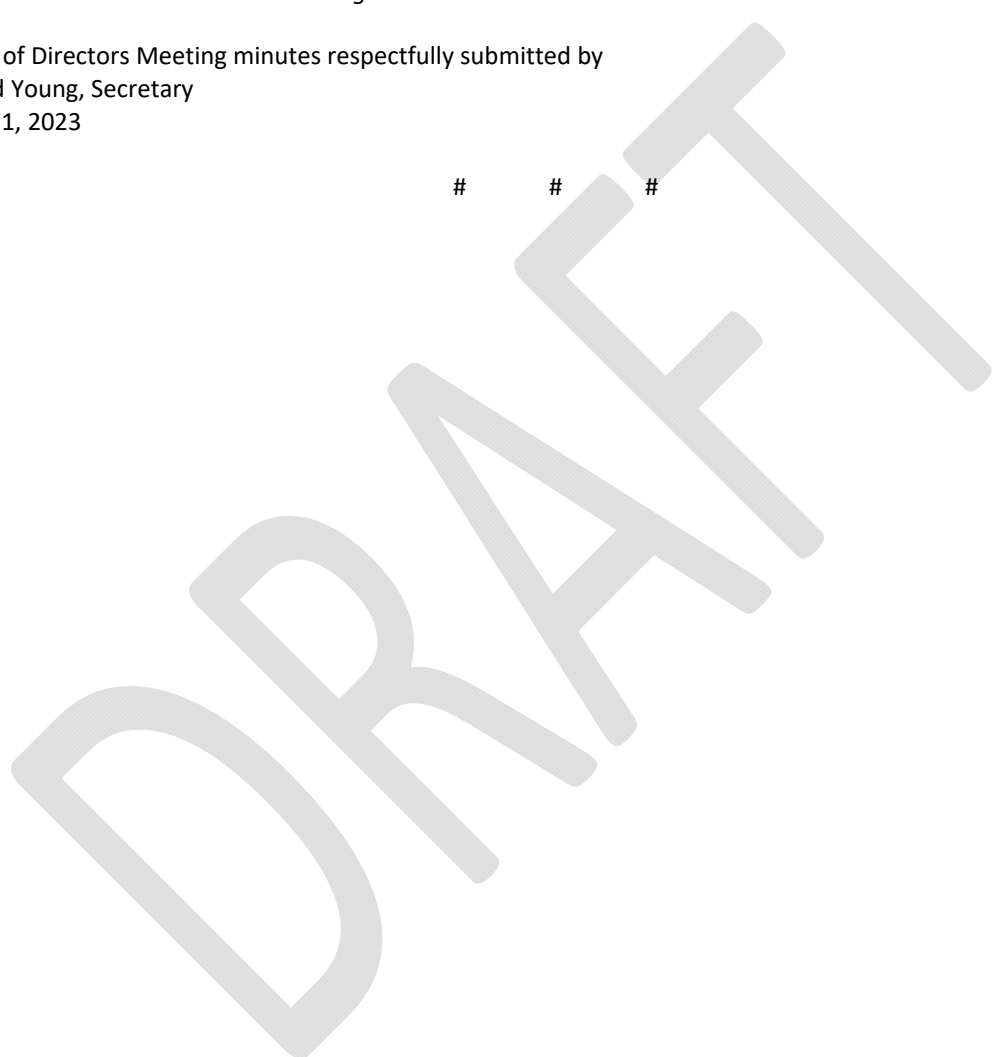 of Directors Meeting minutes respectfully submitted by
Young, Secretary
1, 2023
# # #
DRAFT